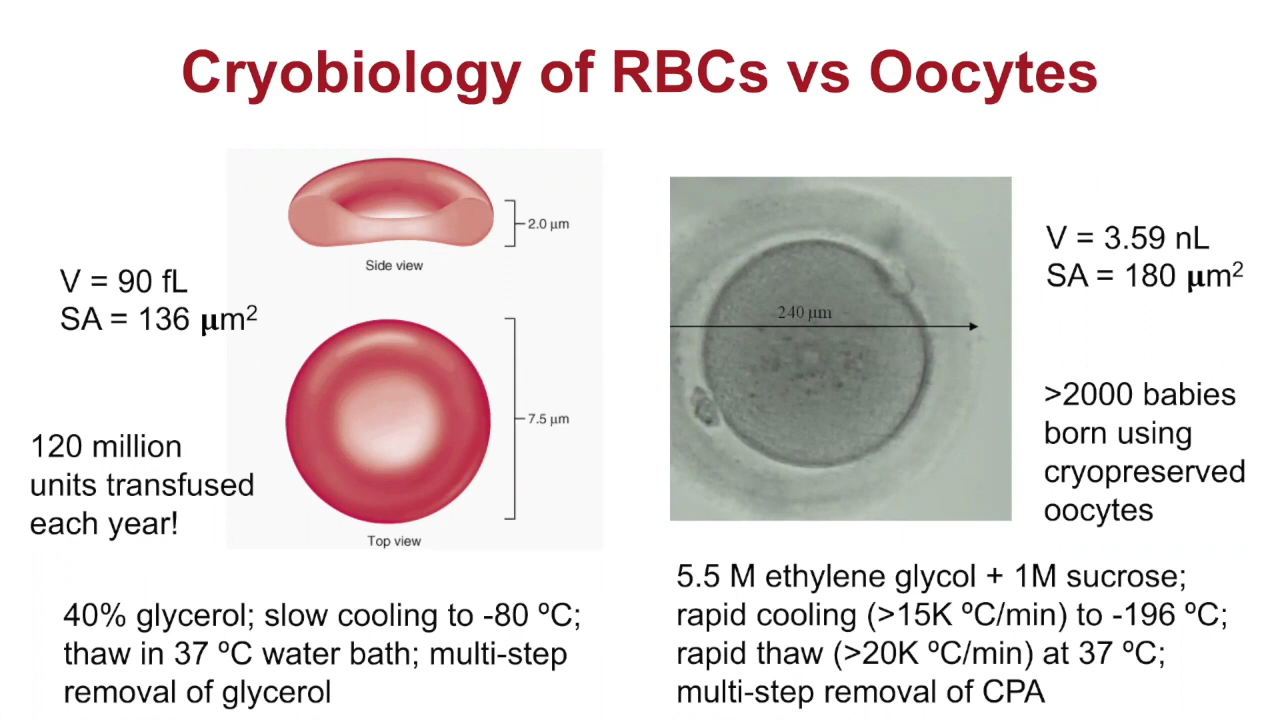 Cryobiology of RBCs vs Oocytes
2.0 μm
Side view
V = 90 fL
SA = 136 μm²
7.5 μm
Top view
120 million
units transfused
each year!
40% glycerol; slow cooling to -80 ºC;
thaw in 37 ºC water bath; multi-step
removal of glycerol
240 μm
V = 3.59 nL
SA = 180 μm²
>2000 babies
born using
cryopreserved
oocytes
5.5 M ethylene glycol + 1M sucrose;
rapid cooling (>15K ºC/min) to -196 ºC;
rapid thaw (>20K ºC/min) at 37 ºC;
multi-step removal of CPA